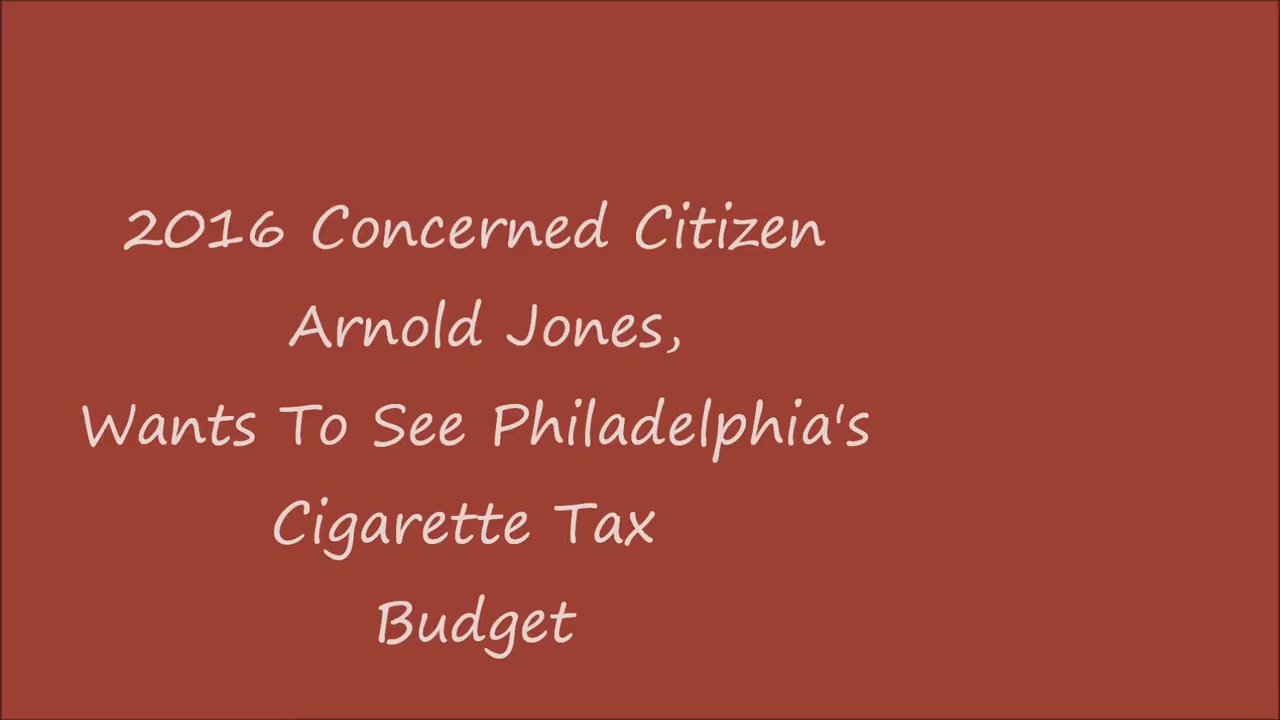 2016 Concerned Citizen
Arnold Jones,
Wants To See Philadelphia's
Cigarette Tax
Budget